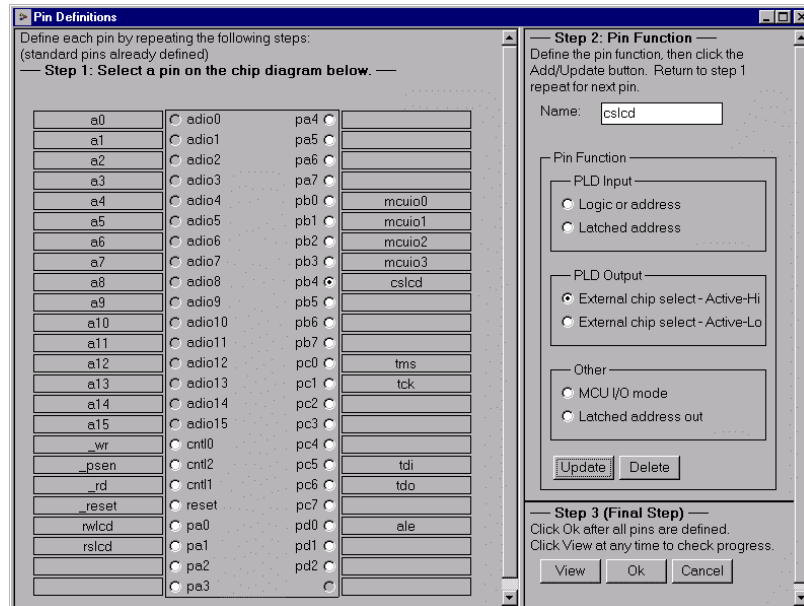 Pin Definitions
Define each pin by repeating the following steps:
(standard pins already defined)
Step 1: Select a pin on the chip diagram below.
a0 adio0 pa4
a1 adio1 pa5
a2 adio2 pa6
a3 adio3 pa7
a4 adio4 pb0 mcuio0
a5 adio5 pb1 mcuio1
a6 adio6 pb2 mcuio2
a7 adio7 pb3 mcuio3
a8 adio8 pb4 cslcd
a9 adio9 pb5
a10 adio10 pb6
a11 adio11 pb7
a12 adio12 pc0 tms
a13 adio13 pc1 tck
a14 adio14 pc2
a15 adio15 pc3
_wr cntl0 pc4
_psen cntl2 pc5 tdi
_rd cntl1 pc6 tdo
_reset reset pc7
rwlcd pa0 pd0 ale
rslcd pa1 pd1
pa2 pd2
pa3
Step 2: Pin Function
Define the pin function, then click the
Add/Update button. Return to step 1
repeat for next pin.
Name: cslcd
Pin Function
PLD Input
Logic or address
Latched address
PLD Output
External chip select - Active-Hi
External chip select - Active-Lo
Other
MCU I/O mode
Latched address out
Update Delete
Step 3 (Final Step)
Click Ok after all pins are defined.
Click View at any time to check progress.
View Ok Cancel